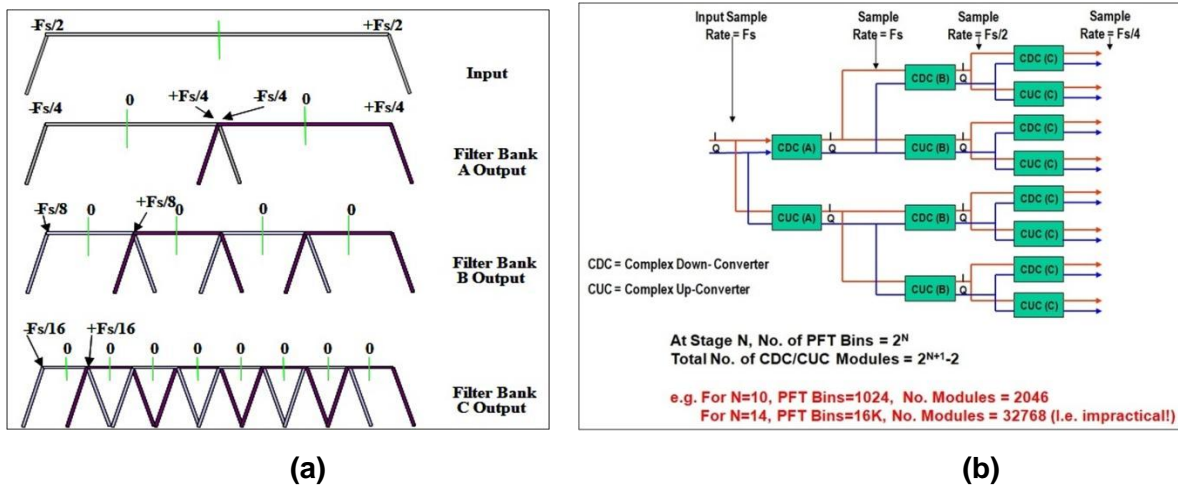 -Fs/2
+Fs/2
Input
-Fs/4
0
+Fs/4
-Fs/4
0
+Fs/4
Filter Bank
A Output
-Fs/8
0
+Fs/8
0
0
0
Filter Bank
B Output
-Fs/16
+Fs/16
0
0
0
0
0
0
0
0
Filter Bank
C Output
(a)
Input Sample
Rate = Fs
Sample
Rate = Fs
Sample
Rate = Fs/2
Sample
Rate = Fs/4
I
Q
CDC (A)
I
Q
CUC (A)
I
Q
CDC (B)
I
Q
CUC (B)
I
Q
CDC (B)
I
Q
CUC (B)
I
Q
CDC (C)
CUC (C)
CDC (C)
CUC (C)
CDC (C)
CUC (C)
CDC (C)
CUC (C)
CDC = Complex Down- Converter
CUC = Complex Up-Converter
At Stage N, No. of PFT Bins = 2^N
Total No. of CDC/CUC Modules = 2^N+1-2
e.g. For N=10, PFT Bins=1024, No. Modules = 2046
For N=14, PFT Bins=16K, No. Modules = 32768 (I.e. impractical!)
(b)